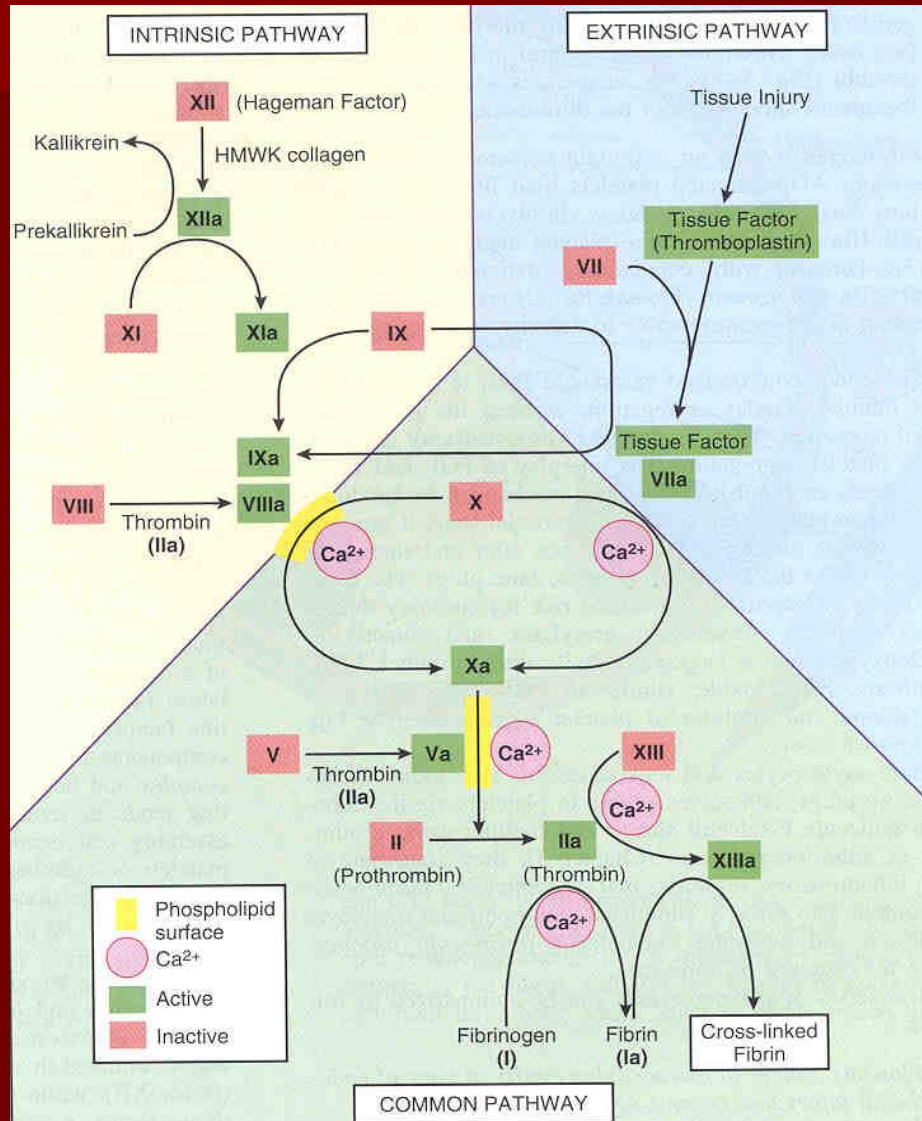 INTRINSIC PATHWAY
XII (Hageman Factor)
HMWK collagen
Kallikrein
Prekallikrein
XIIa
XI
XIa
IX
IXa
VIII
Thrombin
(IIa)
VIIIa
EXTRINSIC PATHWAY
Tissue Injury
Tissue Factor
(Thromboplastin)
VII
Tissue Factor
VIIa
X
Ca2+
Ca2+
Xa
V
Thrombin
(IIa)
Va
Ca2+
XIII
Ca2+
XIIIa
II
(Prothrombin)
IIa
(Thrombin)
Ca2+
Fibrinogen
(I)
Fibrin
(Ia)
Cross-linked
Fibrin
COMMON PATHWAY
Phospholipid
surface
Ca2+
Active
Inactive